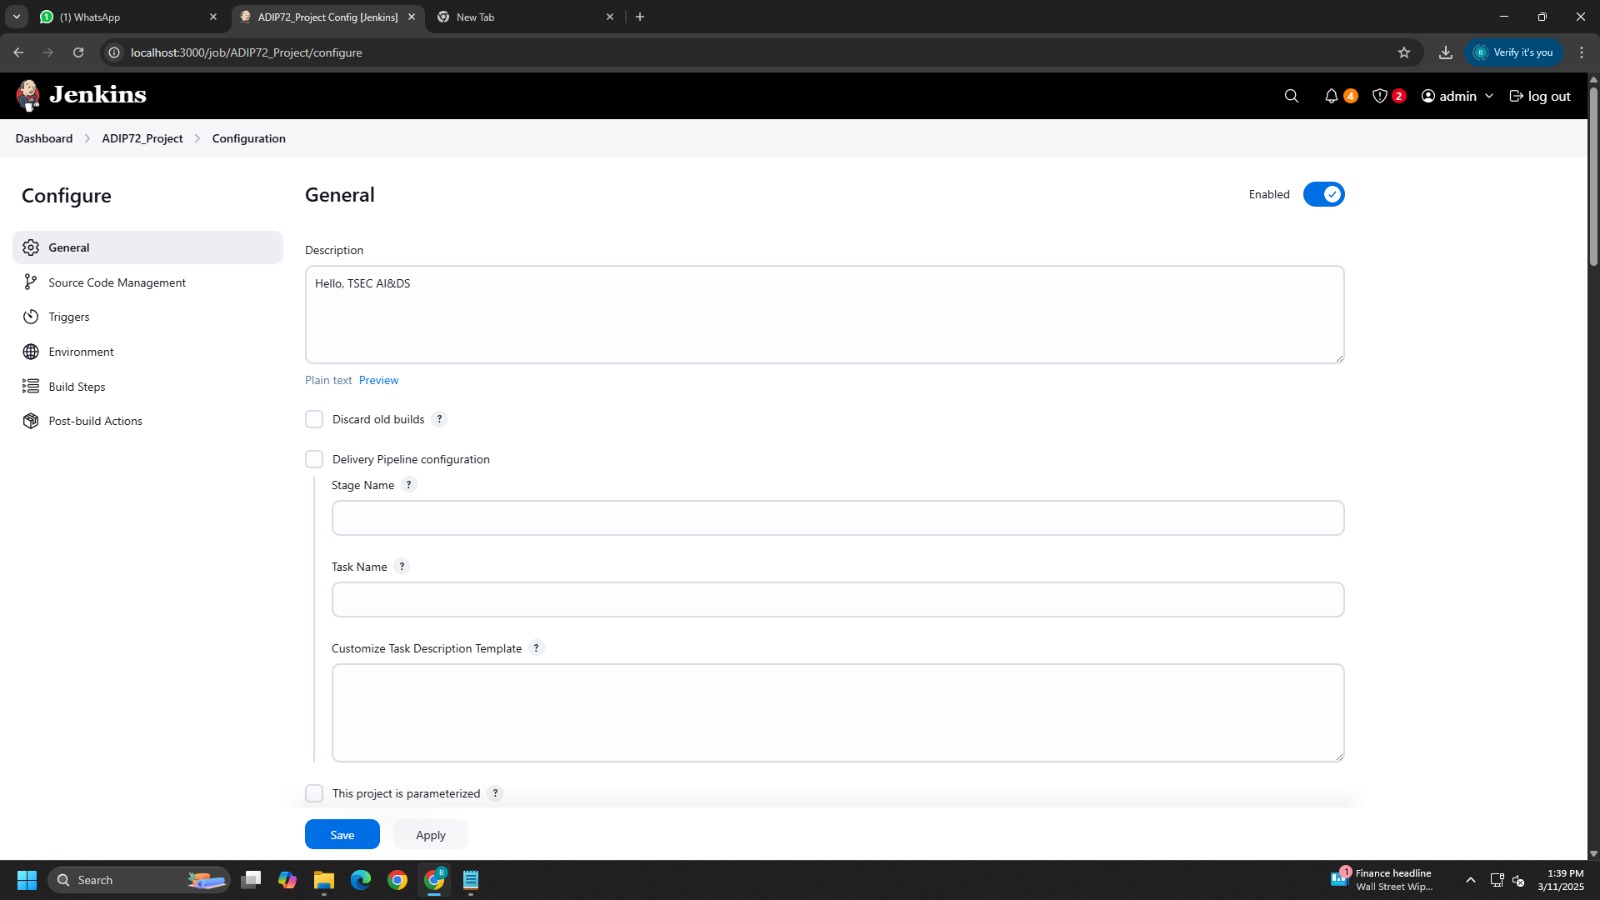 (1) WhatsApp
ADIP72_Project Config [Jenkins]
New Tab
localhost:3000/job/ADIP72_Project/configure
B
Verify it's you
Jenkins
4
2
admin
log out
Dashboard
ADIP72_Project
Configuration
Configure
General
Source Code Management
Triggers
Environment
Build Steps
Post-build Actions
General
Enabled
Description
Hello, TSEC AI&DS
Plain text Preview
Discard old builds ?
Delivery Pipeline configuration
Stage Name ?
Task Name ?
Customize Task Description Template ?
This project is parameterized ?
Save
Apply
Search
B
1
Finance headline
Wall Street Wip...
1:39 PM
3/11/2025